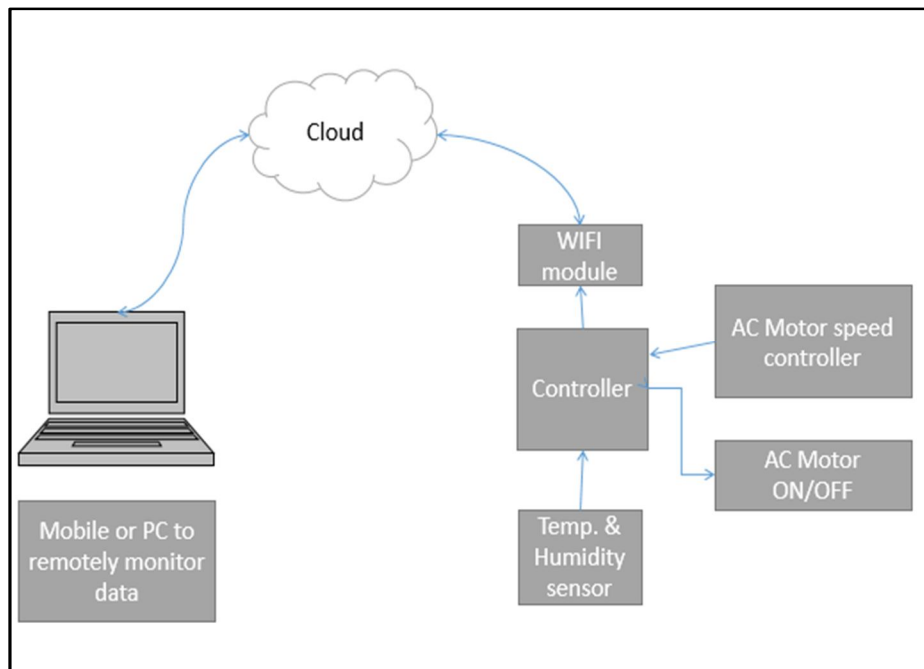 Cloud
WIFI
module
AC Motor speed
controller
Controller
AC Motor
ON/OFF
Temp. &
Humidity
sensor
Mobile or PC to
remotely monitor
data